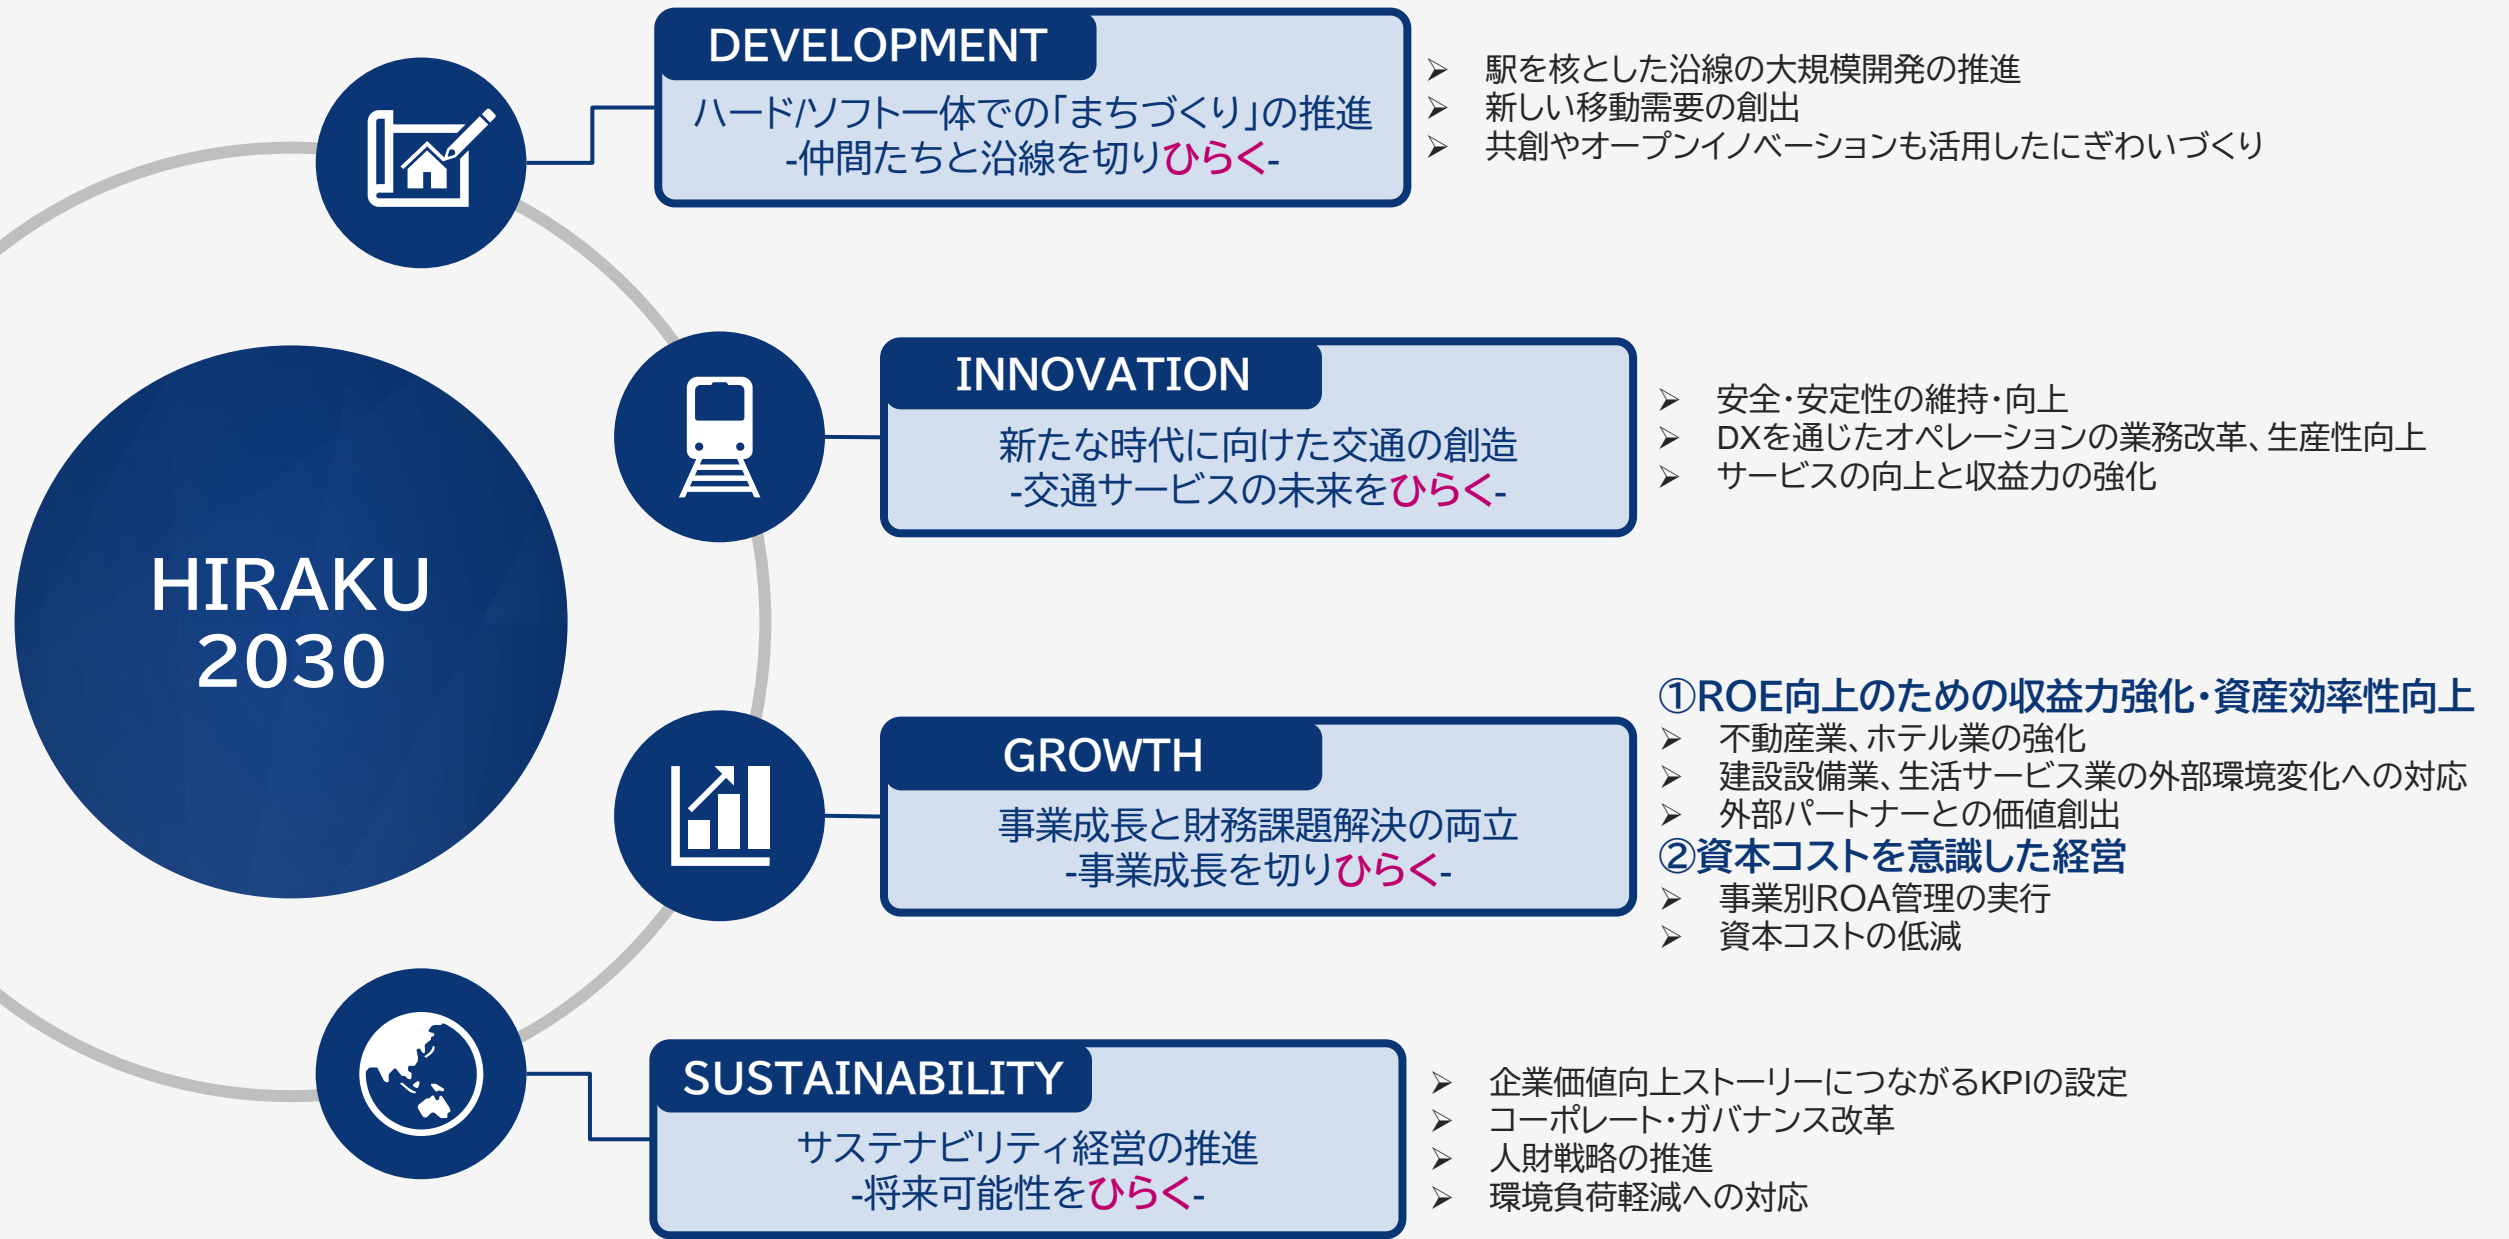 HIRAKU
2030
DEVELOPMENT
ハード/ソフト一体での「まちづくり」の推進
-仲間たちと沿線を切りひらく-
➢ 駅を核とした沿線の大規模開発の推進
➢ 新しい移動需要の創出
➢ 共創やオープンイノベーションも活用したにぎわいづくり
INNOVATION
新たな時代に向けた交通の創造
-交通サービスの未来をひらく-
➢ 安全・安定性の維持・向上
➢ DXを通じたオペレーションの業務改革、生産性向上
➢ サービスの向上と収益力の強化
GROWTH
事業成長と財務課題解決の両立
-事業成長を切りひらく-
①ROE向上のための収益力強化・資産効率性向上
➢ 不動産業、ホテル業の強化
➢ 建設設備業、生活サービス業の外部環境変化への対応
➢ 外部パートナーとの価値創出
②資本コストを意識した経営
➢ 事業別ROA管理の実行
➢ 資本コストの低減
SUSTAINABILITY
サステナビリティ経営の推進
-将来可能性をひらく-
➢ 企業価値向上ストーリーにつながるKPIの設定
➢ コーポレート・ガバナンス改革
➢ 人財戦略の推進
➢ 環境負荷軽減への対応